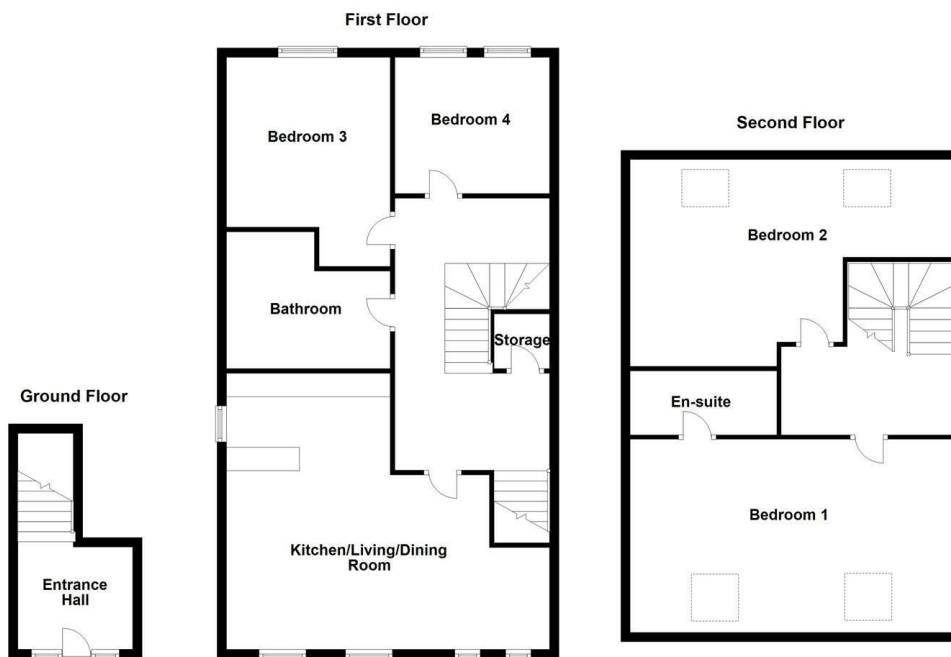 First Floor
Bedroom 3
Bedroom 4
Bathroom
Storage
Kitchen/Living/Dining
Room
Ground Floor
Entrance
Hall
Second Floor
Bedroom 2
En-suite
Bedroom 1